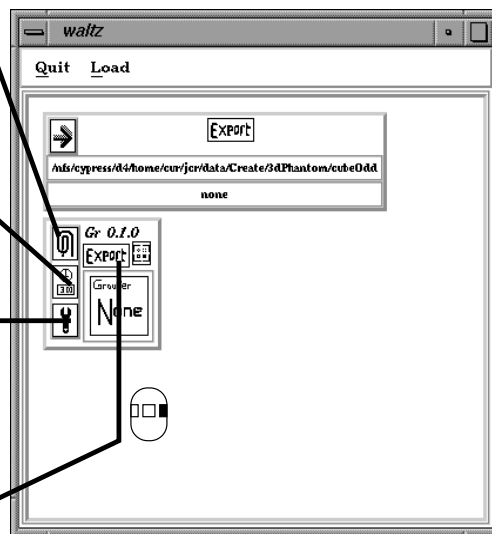 waltz
Quit Load
Export
/nfs/cypress/d4/home/cur/jcr/data/Create/3dPhantom/cubeOdd
none
Gr 0.1.0
Export
3.00
Grouper
None